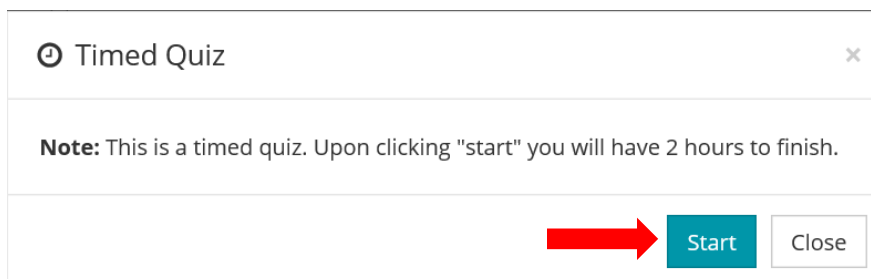 Timed Quiz
×
Note: This is a timed quiz. Upon clicking "start" you will have 2 hours to finish.
Start Close